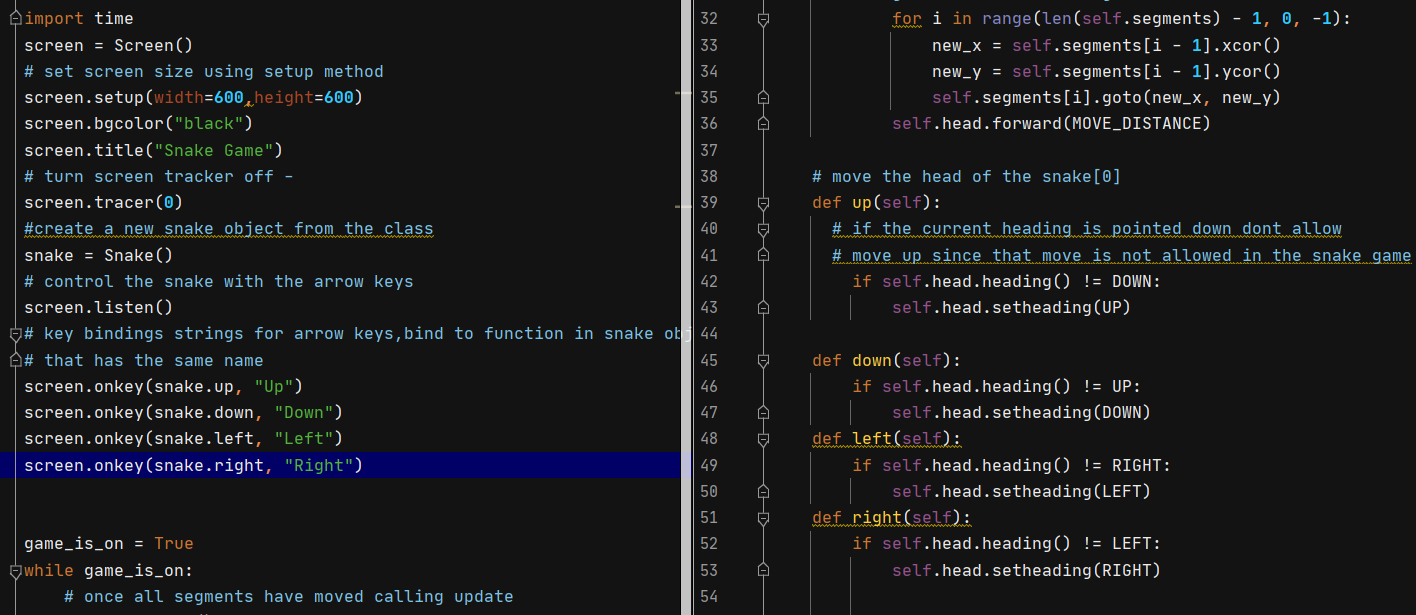 import time
screen = Screen()
# set screen size using setup method
screen.setup(width=600,height=600)
screen.bgcolor("black")
screen.title("Snake Game")
# turn screen tracker off -
screen.tracer(0)
#create a new snake object from the class
snake = Snake()
# control the snake with the arrow keys
screen.listen()
# key bindings strings for arrow keys,bind to function in snake obj
# that has the same name
screen.onkey(snake.up, "Up")
screen.onkey(snake.down, "Down")
screen.onkey(snake.left, "Left")
screen.onkey(snake.right, "Right")
game_is_on = True
while game_is_on:
# once all segments have moved calling update
32 for i in range(len(self.segments) - 1, 0, -1):
33 new_x = self.segments[i - 1].xcor()
34 new_y = self.segments[i - 1].ycor()
35 self.segments[i].goto(new_x, new_y)
36 self.head.forward(MOVE_DISTANCE)
37
38 # move the head of the snake[0]
39 def up(self):
40 # if the current heading is pointed down dont allow
41 # move up since that move is not allowed in the snake game
42 if self.head.heading() != DOWN:
43 self.head.setheading(UP)
44
45 def down(self):
46 if self.head.heading() != UP:
47 self.head.setheading(DOWN)
48 def left(self):
49 if self.head.heading() != RIGHT:
50 self.head.setheading(LEFT)
51 def right(self):
52 if self.head.heading() != LEFT:
53 self.head.setheading(RIGHT)
54